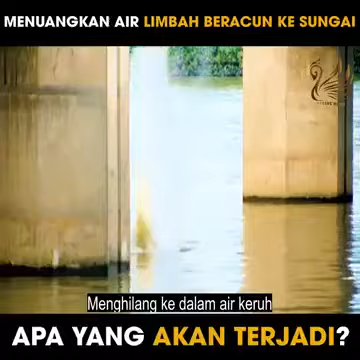 MENUANGKAN AIR LIMBAH BERACUN KE SUNGAI
Menghilang ke dalam air keruh
APA YANG AKAN TERJADI?